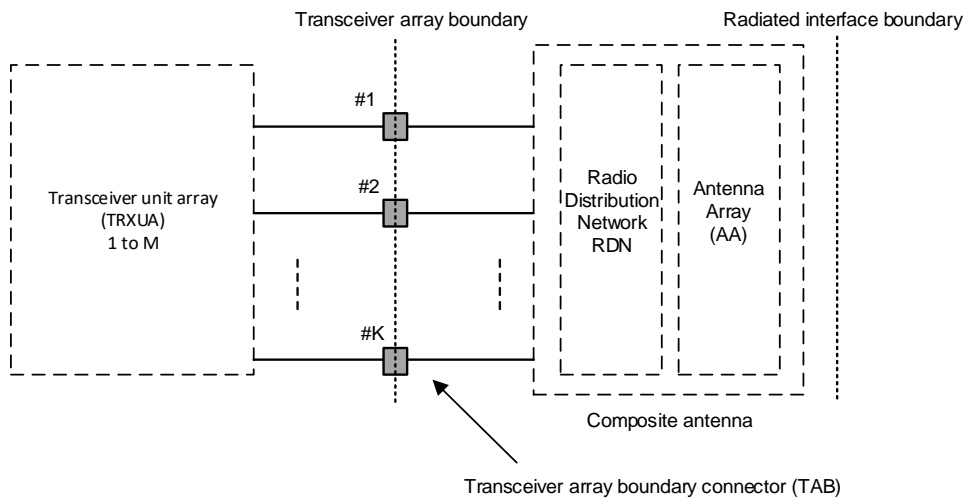 Transceiver array boundary
Radiated interface boundary
#1
#2
#K
Transceiver unit array
(TRXUA)
1 to M
Radio
Distribution
Network
RDN
Antenna
Array
(AA)
Composite antenna
Transceiver array boundary connector (TAB)